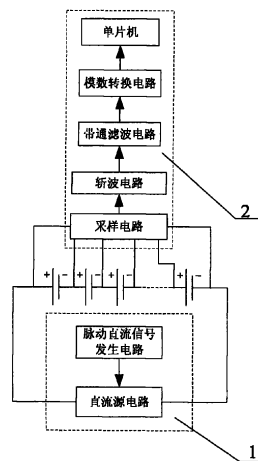 单片机
模数转换电路
带通滤波电路
斩波电路
2
采样电路
+ - + - + - + -
脉动直流信号
发生电路
直流源电路
1